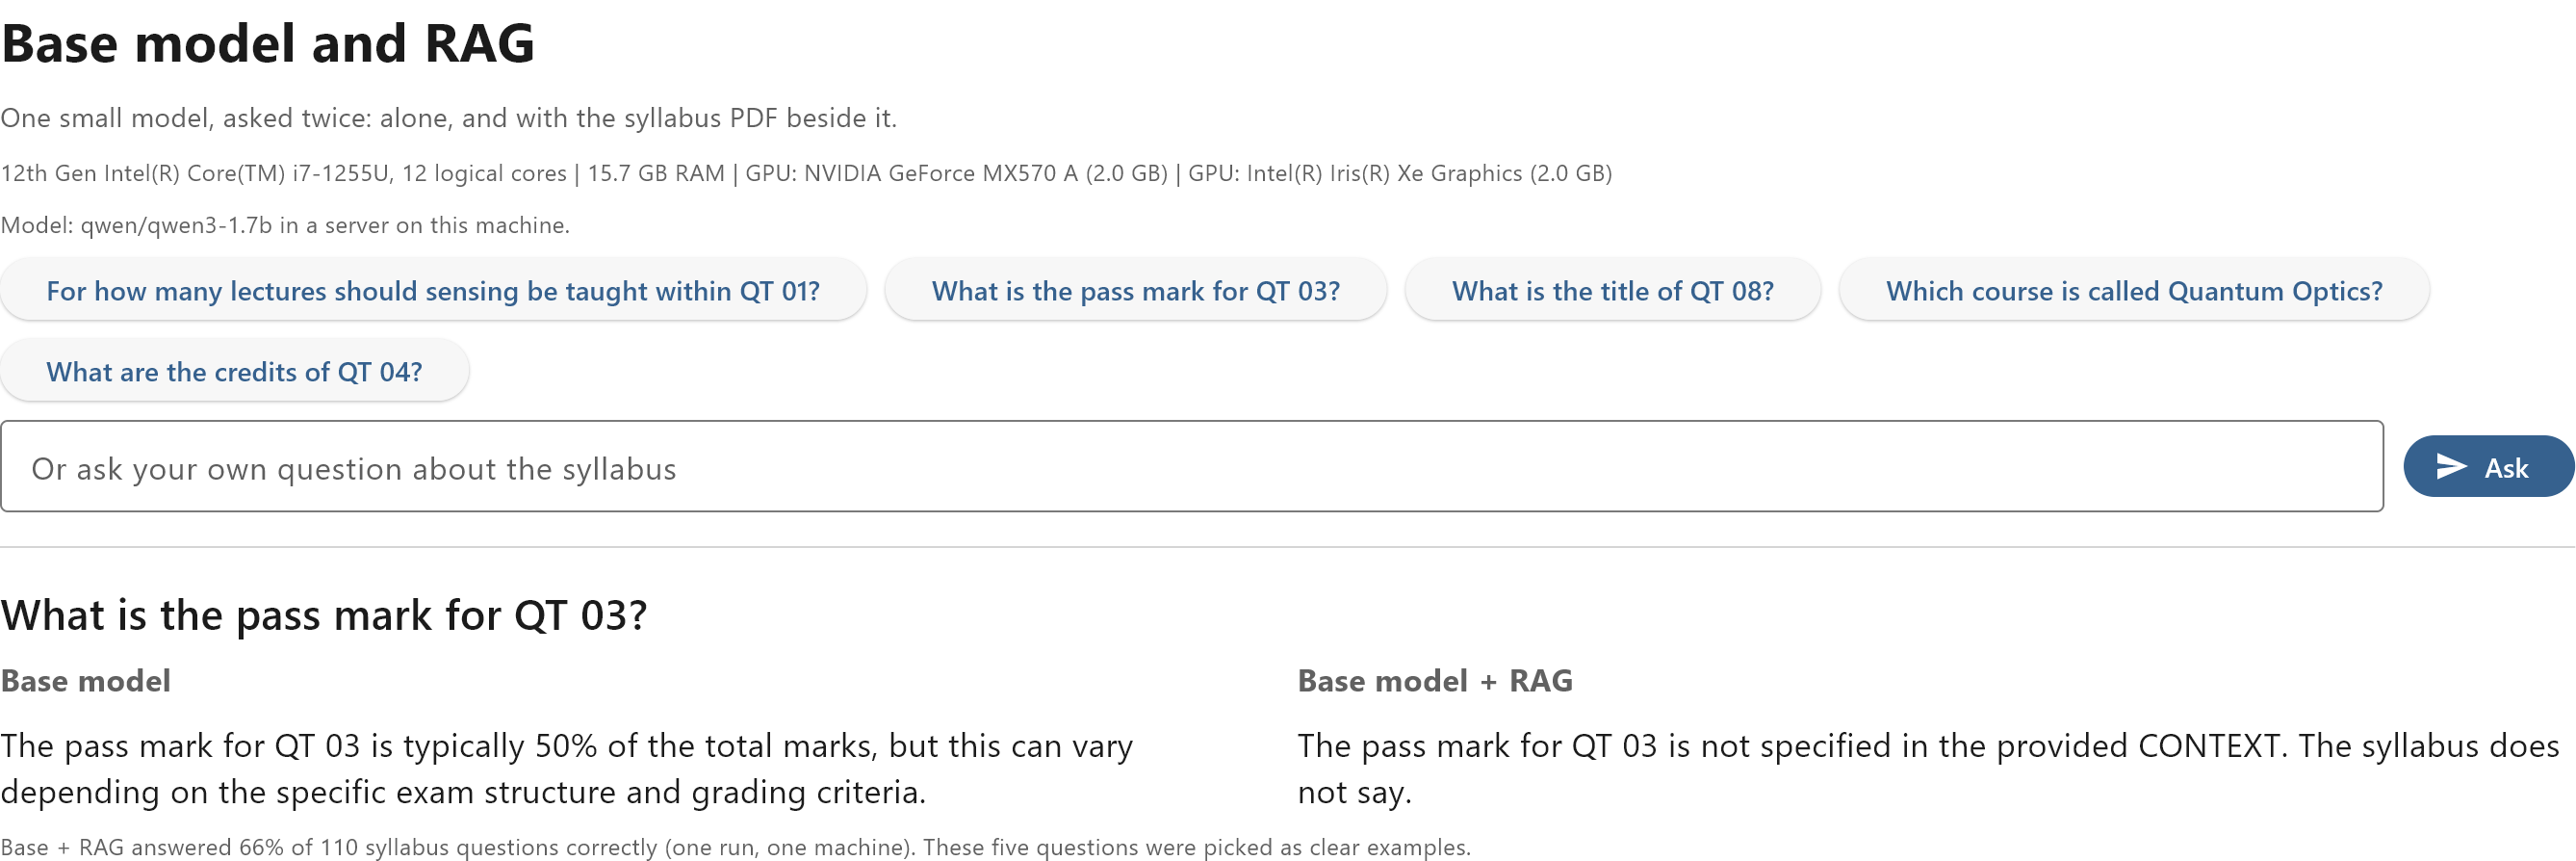 Base model and RAG
One small model, asked twice: alone, and with the syllabus PDF beside it.
12th Gen Intel(R) Core(TM) i7-1255U, 12 logical cores | 15.7 GB RAM | GPU: NVIDIA GeForce MX570 A (2.0 GB) | GPU: Intel(R) Iris(R) Xe Graphics (2.0 GB)
Model: qwen/qwen3-1.7b in a server on this machine.
For how many lectures should sensing be taught within QT 01?
What is the pass mark for QT 03?
What is the title of QT 08?
Which course is called Quantum Optics?
What are the credits of QT 04?
Or ask your own question about the syllabus
Ask
What is the pass mark for QT 03?
Base model
The pass mark for QT 03 is typically 50% of the total marks, but this can vary
depending on the specific exam structure and grading criteria.
Base model + RAG
The pass mark for QT 03 is not specified in the provided CONTEXT. The syllabus does
not say.
Base + RAG answered 66% of 110 syllabus questions correctly (one run, one machine). These five questions were picked as clear examples.